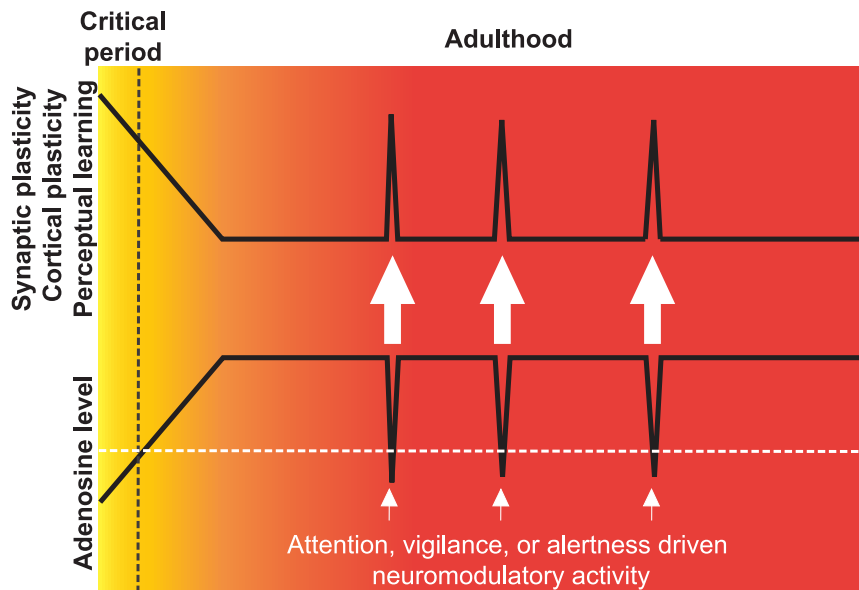 Critical
period
Adulthood
Synaptic plasticity
Cortical plasticity
Perceptual learning
Adenosine level
Attention, vigilance, or alertness driven
neuromodulatory activity